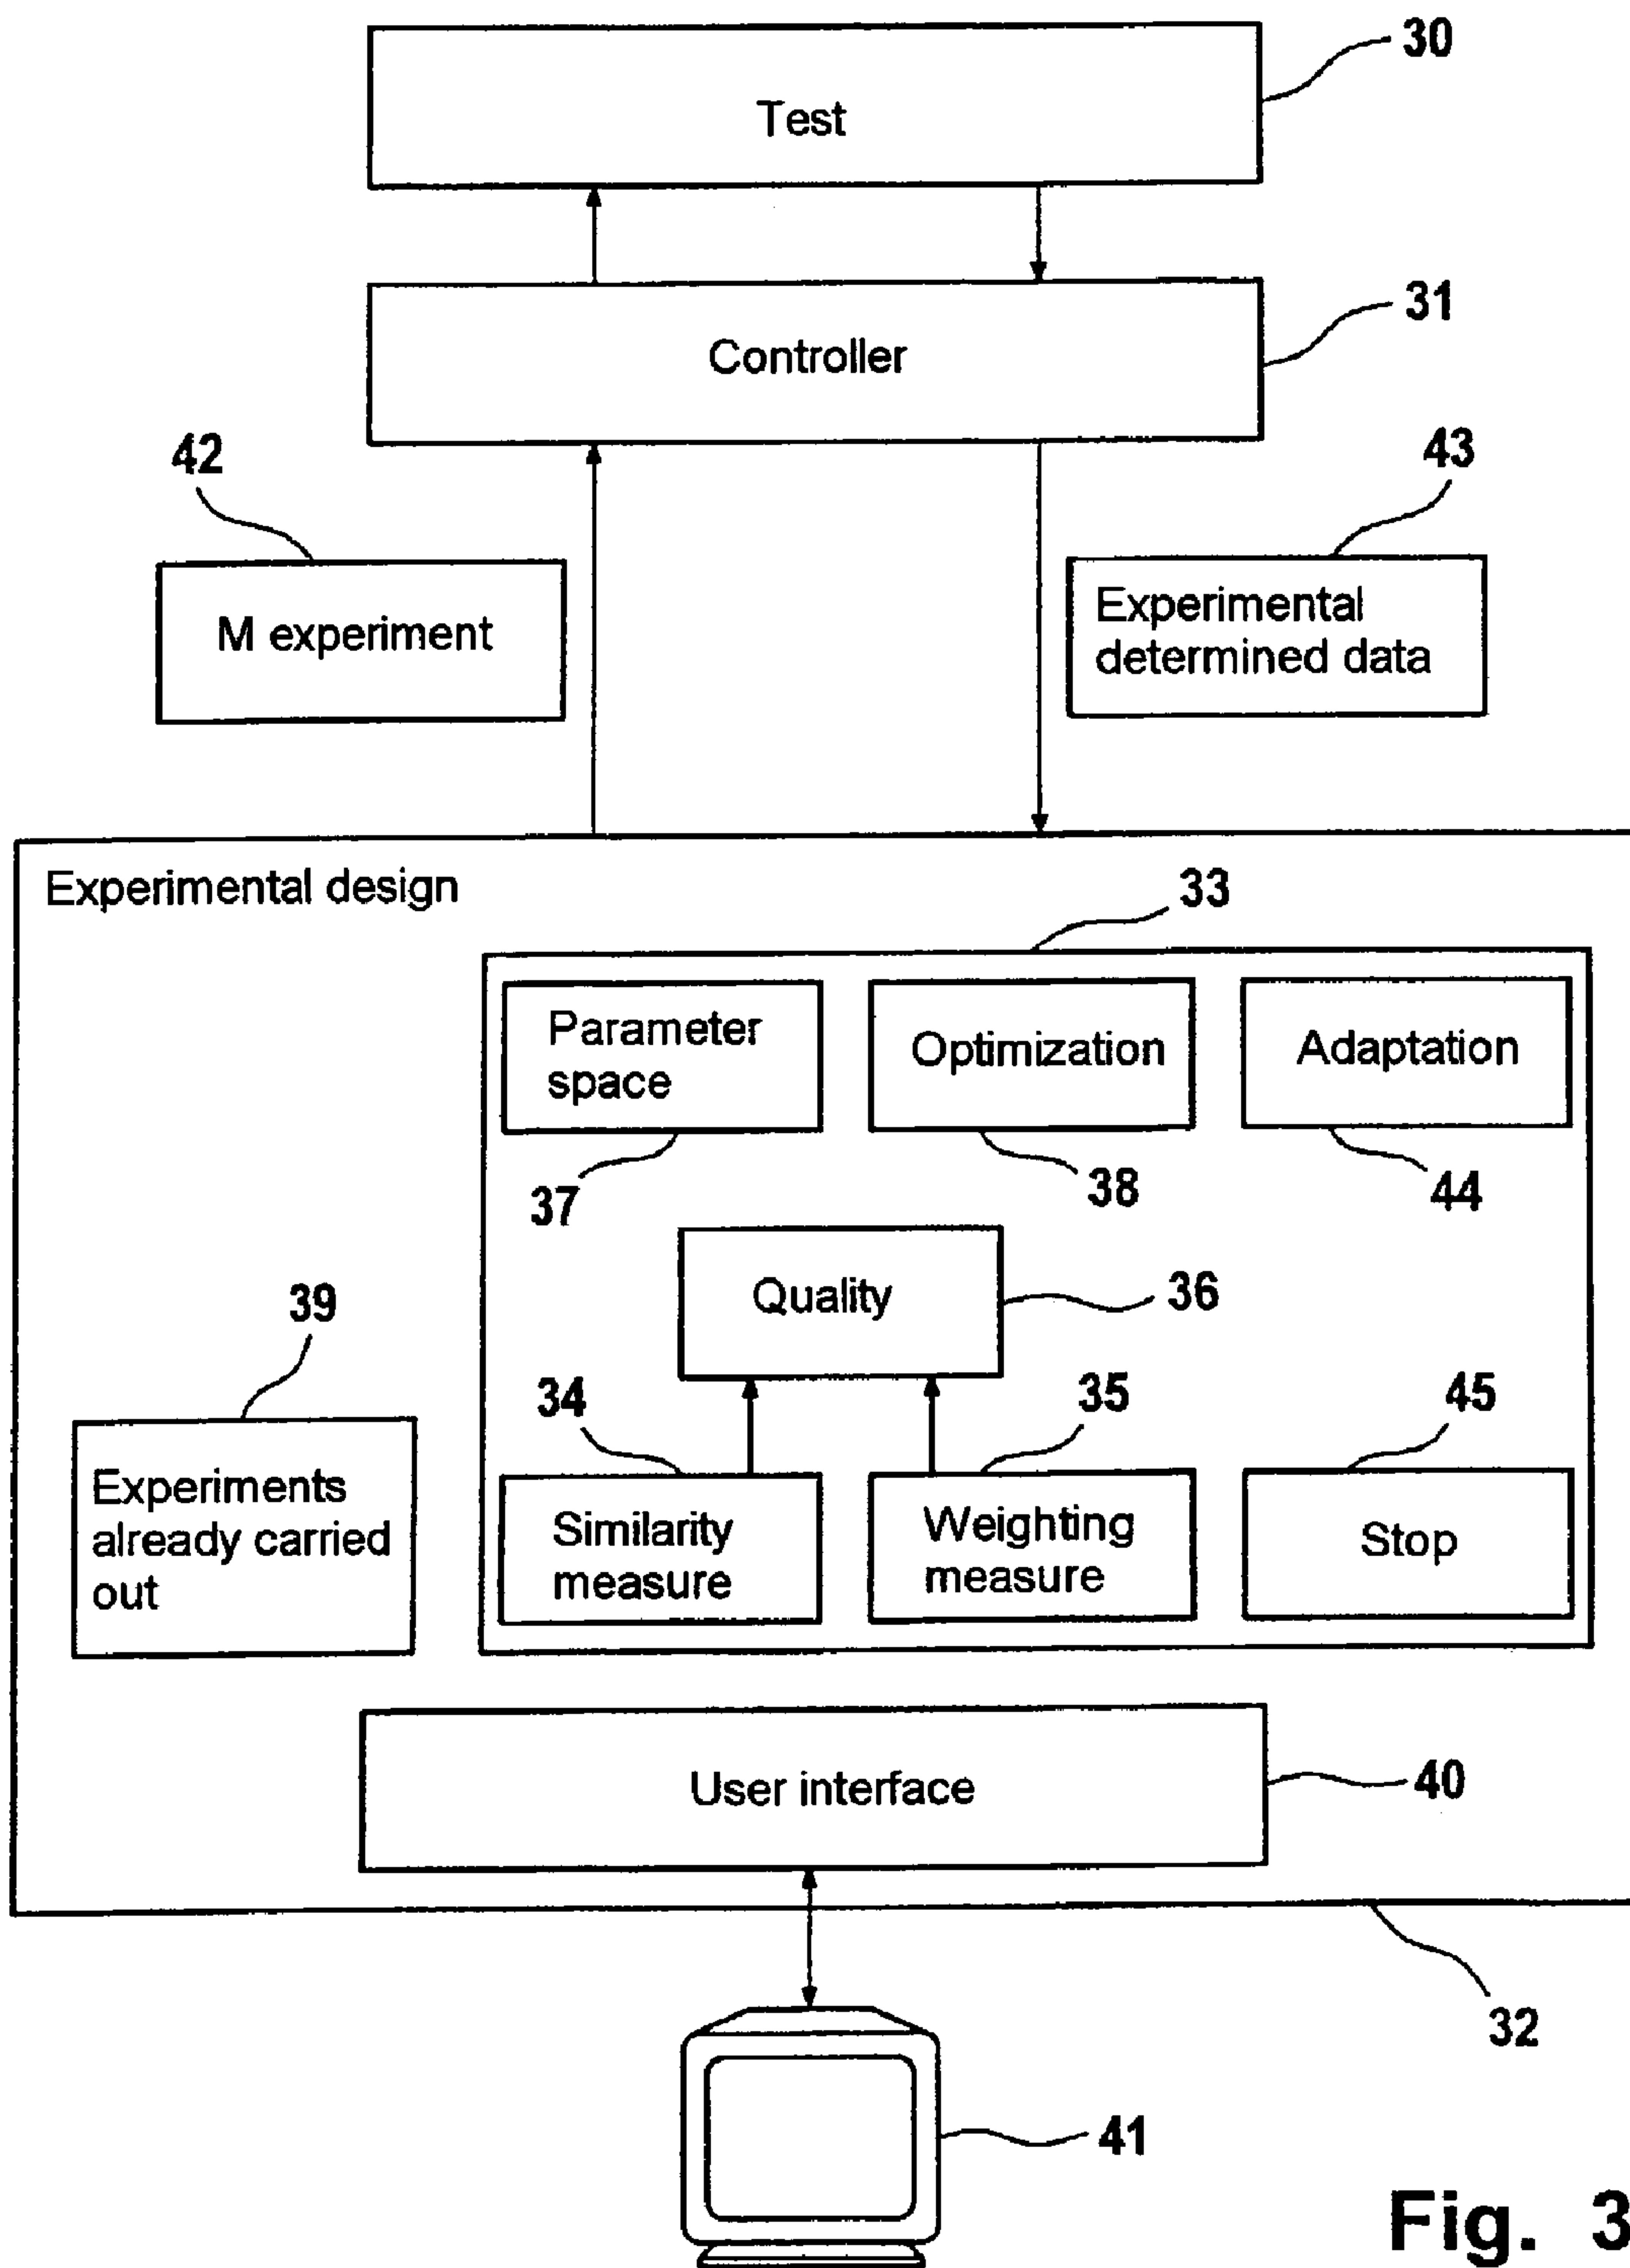 30
Test
31
Controller
42
43
M experiment
Experimental
determined data
Experimental design
33
Parameter
space
Optimization
Adaptation
37
38
44
Quality
36
39
34
35
45
Experiments
already carried
out
Similarity
measure
Weighting
measure
Stop
User interface
40
32
41
Fig. 3